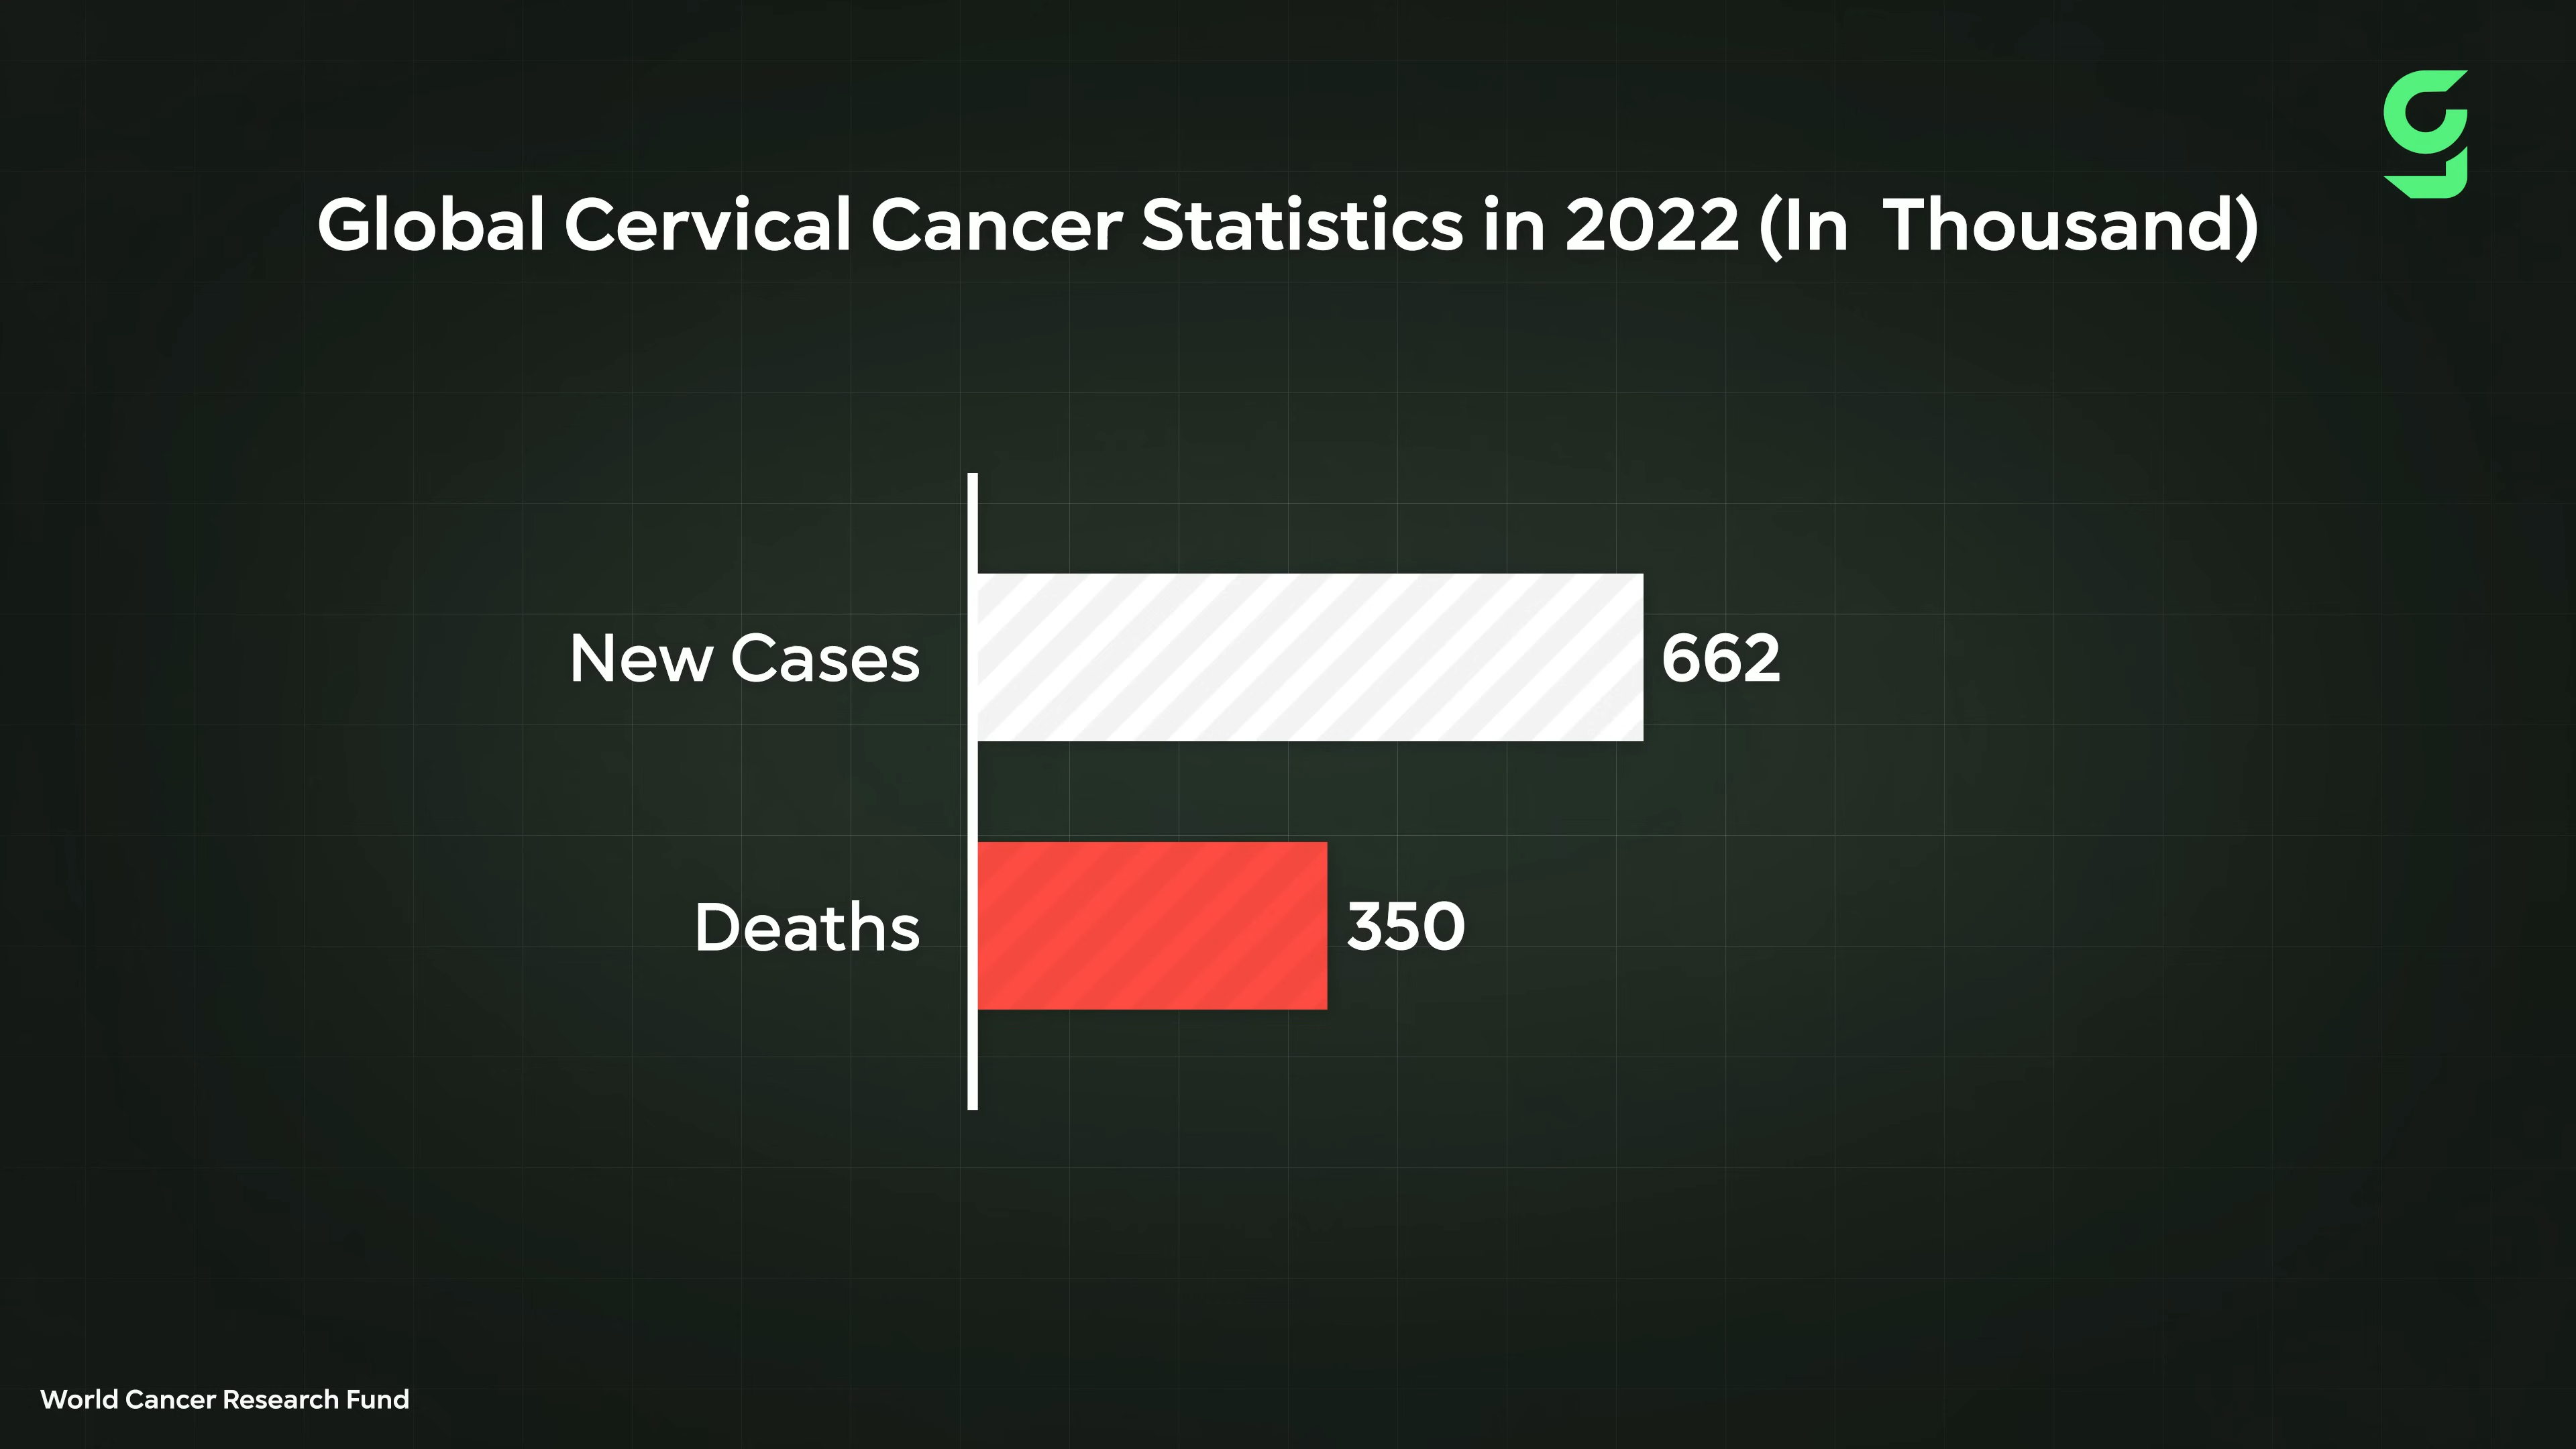 Global Cervical Cancer Statistics in 2022 (In  Thousand)
New Cases 662
Deaths 350
World Cancer Research Fund